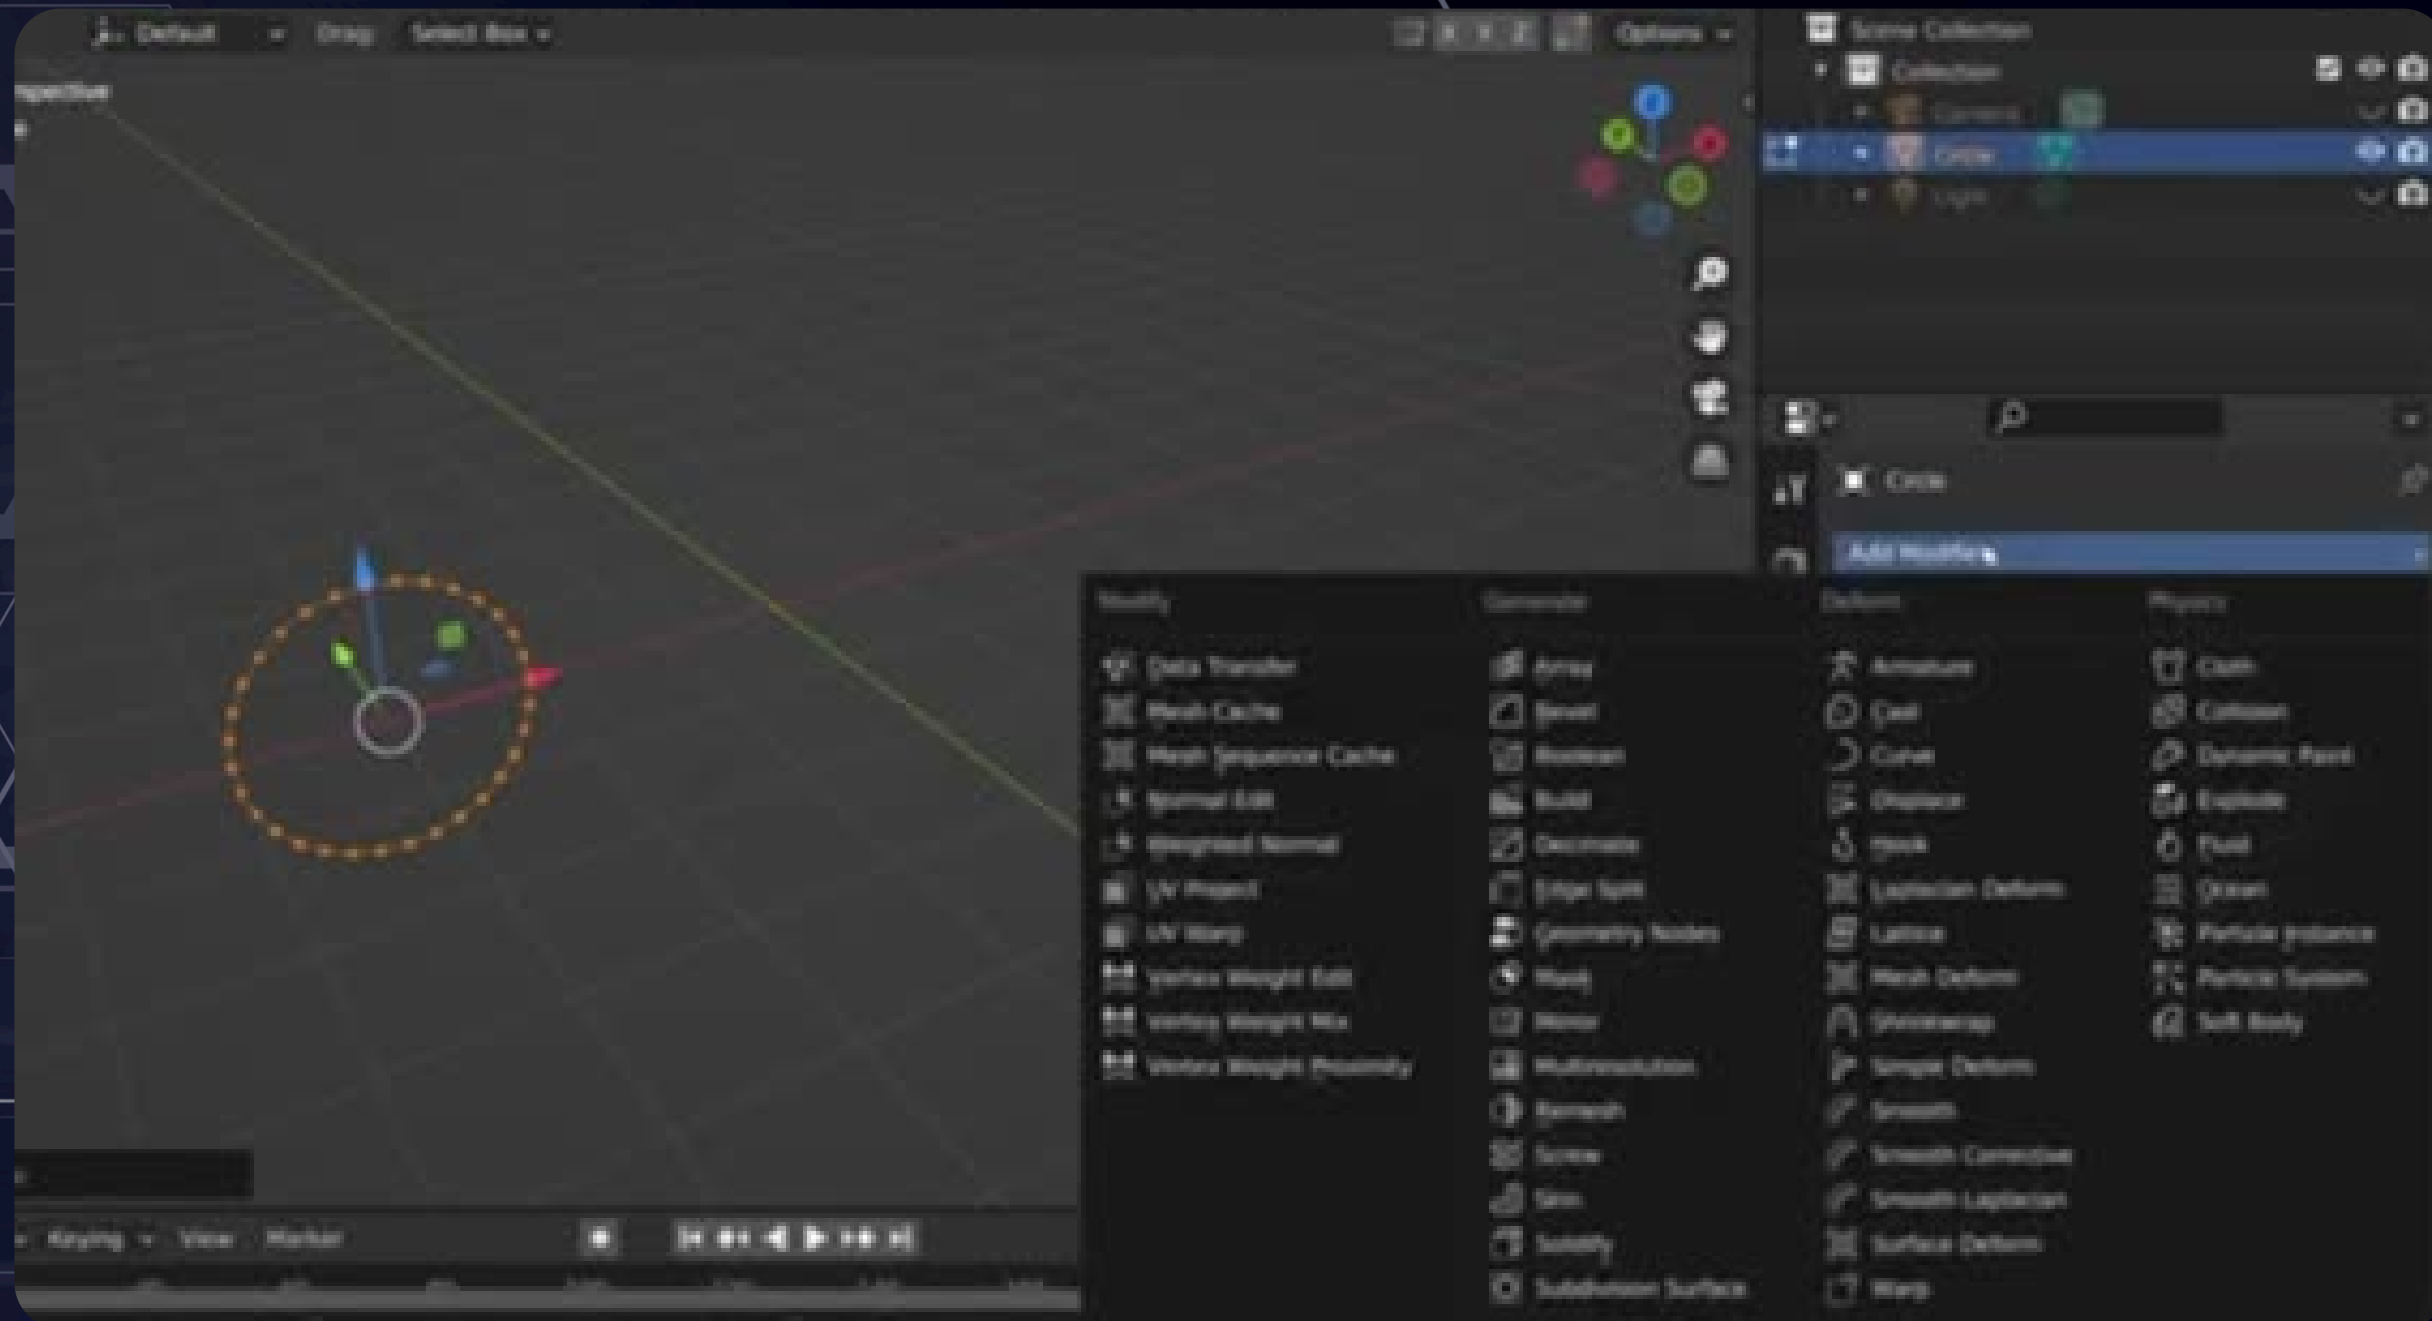 Default Drag: Select Box X Y Z Options
Scene Collection
Collection
Camera
Circle
Light
Circle
Add Modifier
Modify Generate Deform Physics
Data Transfer Array Armature Cloth
Mesh Cache Bevel Cast Collision
Mesh Sequence Cache Boolean Curve Dynamic Paint
Normal Edit Build Displace Explode
Weighted Normal Decimate Hook Fluid
UV Project Edge Split Laplacian Deform Ocean
UV Warp Geometry Nodes Lattice Particle Instance
Vertex Weight Edit Mask Mesh Deform Particle System
Vertex Weight Mix Mirror Shrinkwrap Soft Body
Vertex Weight Proximity Multiresolution Simple Deform
Remesh Smooth
Screw Smooth Corrective
Skin Smooth Laplacian
Solidify Surface Deform
Subdivision Surface Warp
Keying View Marker